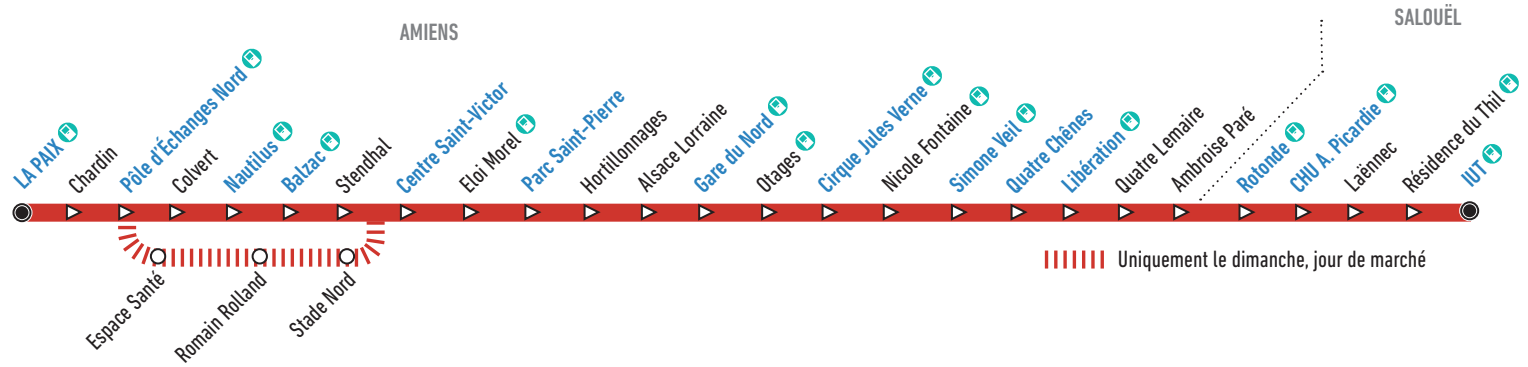 AMIENS
SALOUËL
LA PAIX
Chardin
Pôle d'Échanges Nord
Colvert
Nautilus
Balzac
Stendhal
Centre Saint-Victor
Eloi Morel
Parc Saint-Pierre
Hortillonnages
Alsace Lorraine
Gare du Nord
Otages
Cirque Jules Verne
Nicole Fontaine
Simone Veil
Quatre Chênes
Libération
Quatre Lemaire
Ambroise Paré
Rotonde
CHU A. Picardie
Laënnec
Résidence du Thil
IUT
Espace Santé
Romain Rolland
Stade Nord
Uniquement le dimanche, jour de marché